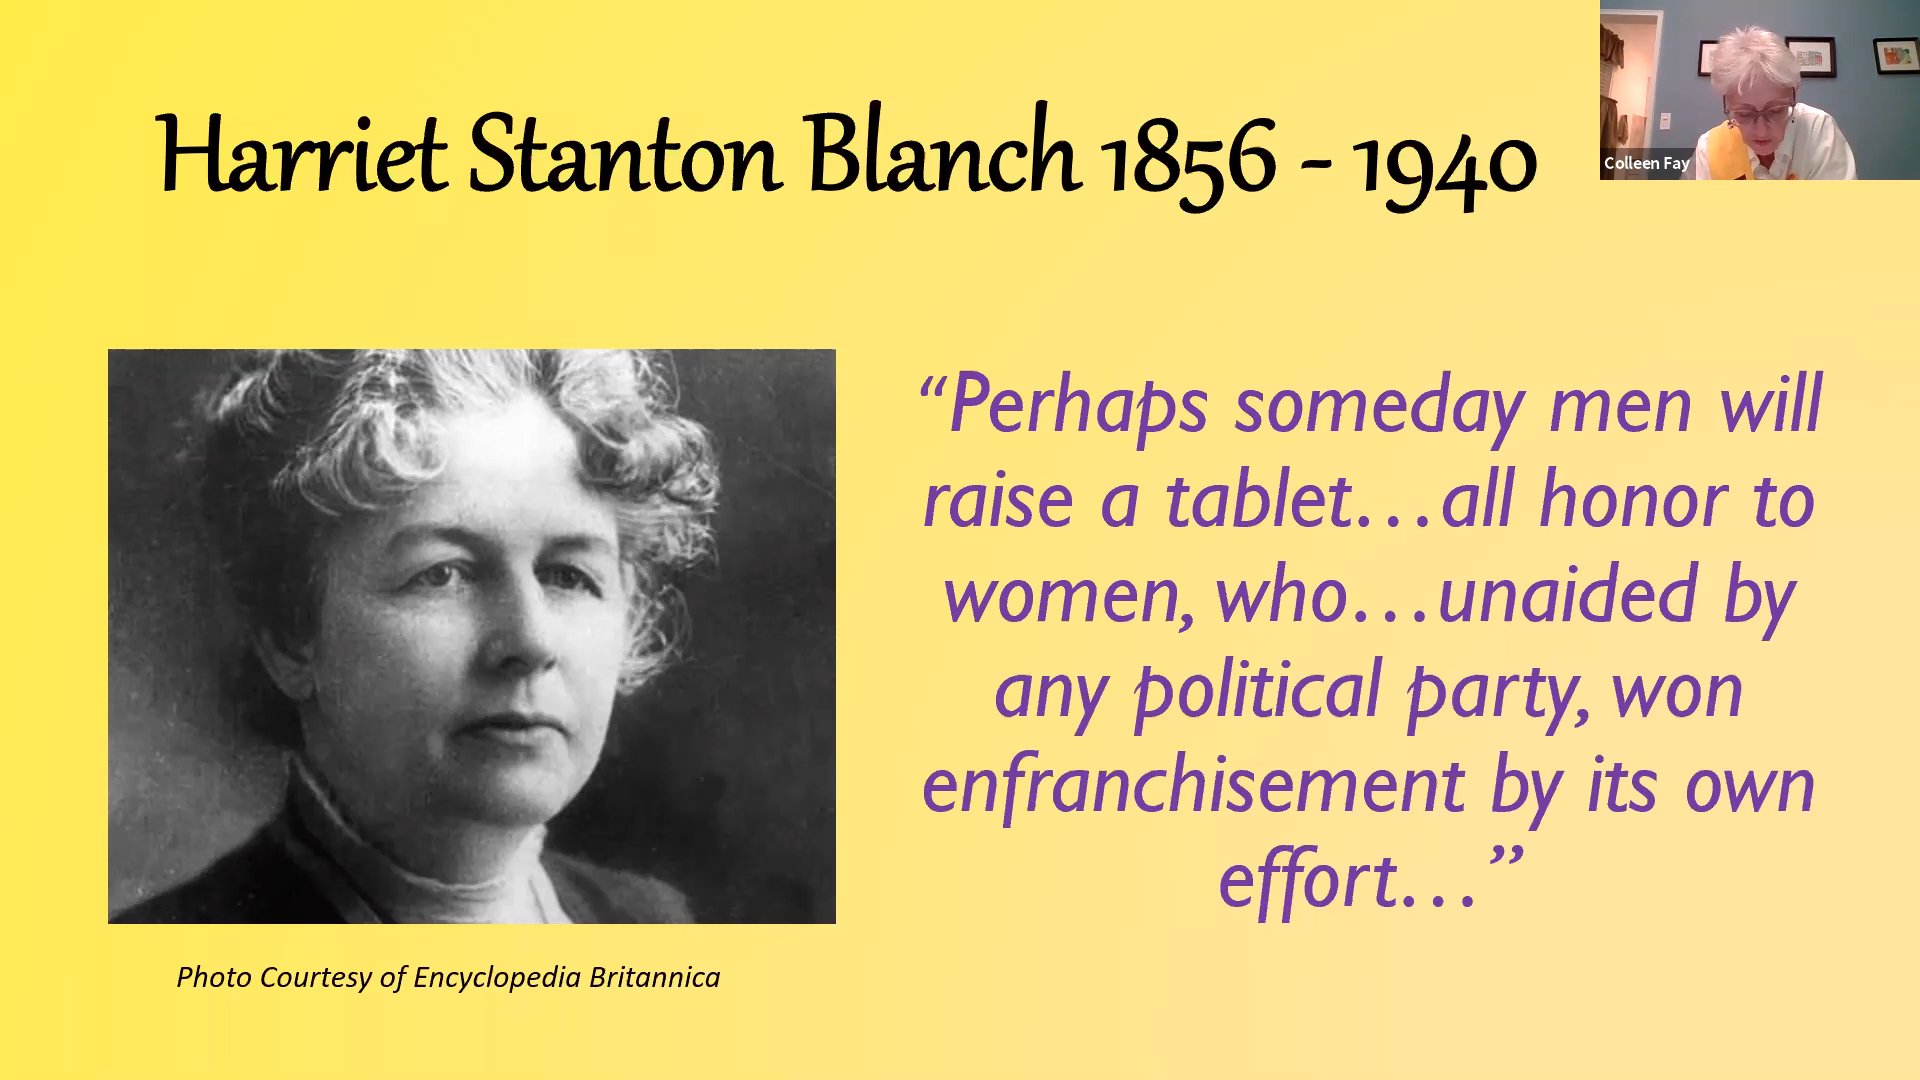 Harriet Stanton Blanch 1856 - 1940
Colleen Fay
“Perhaps someday men will
raise a tablet…all honor to
women, who…unaided by
any political party, won
enfranchisement by its own
effort…”
Photo Courtesy of Encyclopedia Britannica